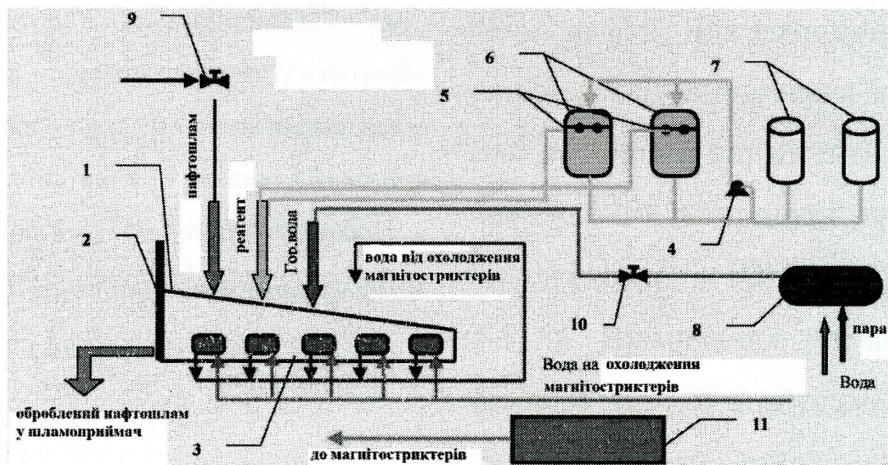 9
6
7
5
1
2
нафтошлам
реагент
Гор.вода
вода від охолодження
магнітострикторів
4
10
8
пара
Вода
Вода на охолодження
магнітострикторів
оброблений нафтошлам
у шламоприймач
3
11
до магнітострикторів